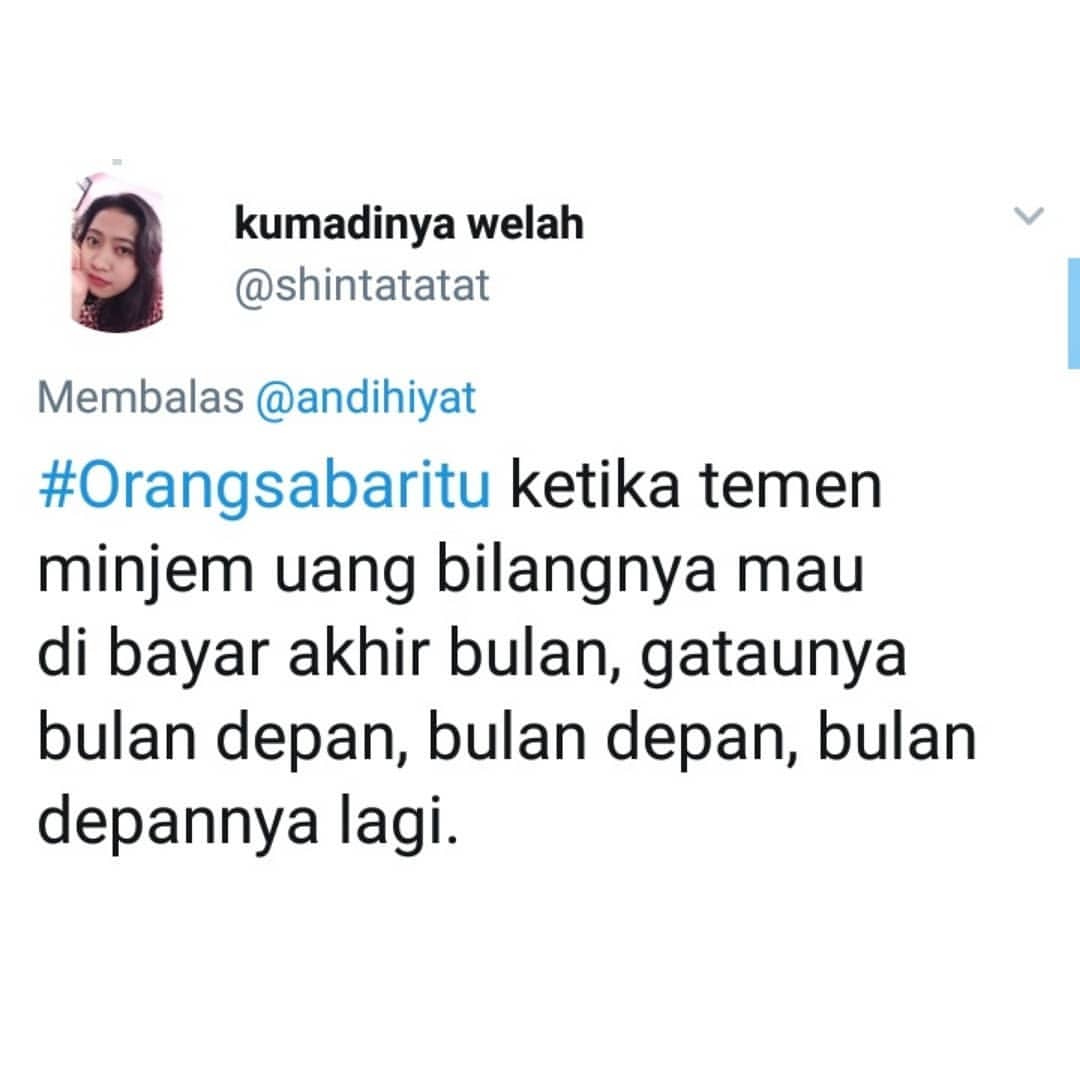 kumadinya welah
@shintatatat
Membalas @andihiyat
#Orangsabaritu ketika temen
minjem uang bilangnya mau
di bayar akhir bulan, gataunya
bulan depan, bulan depan, bulan
depannya lagi.